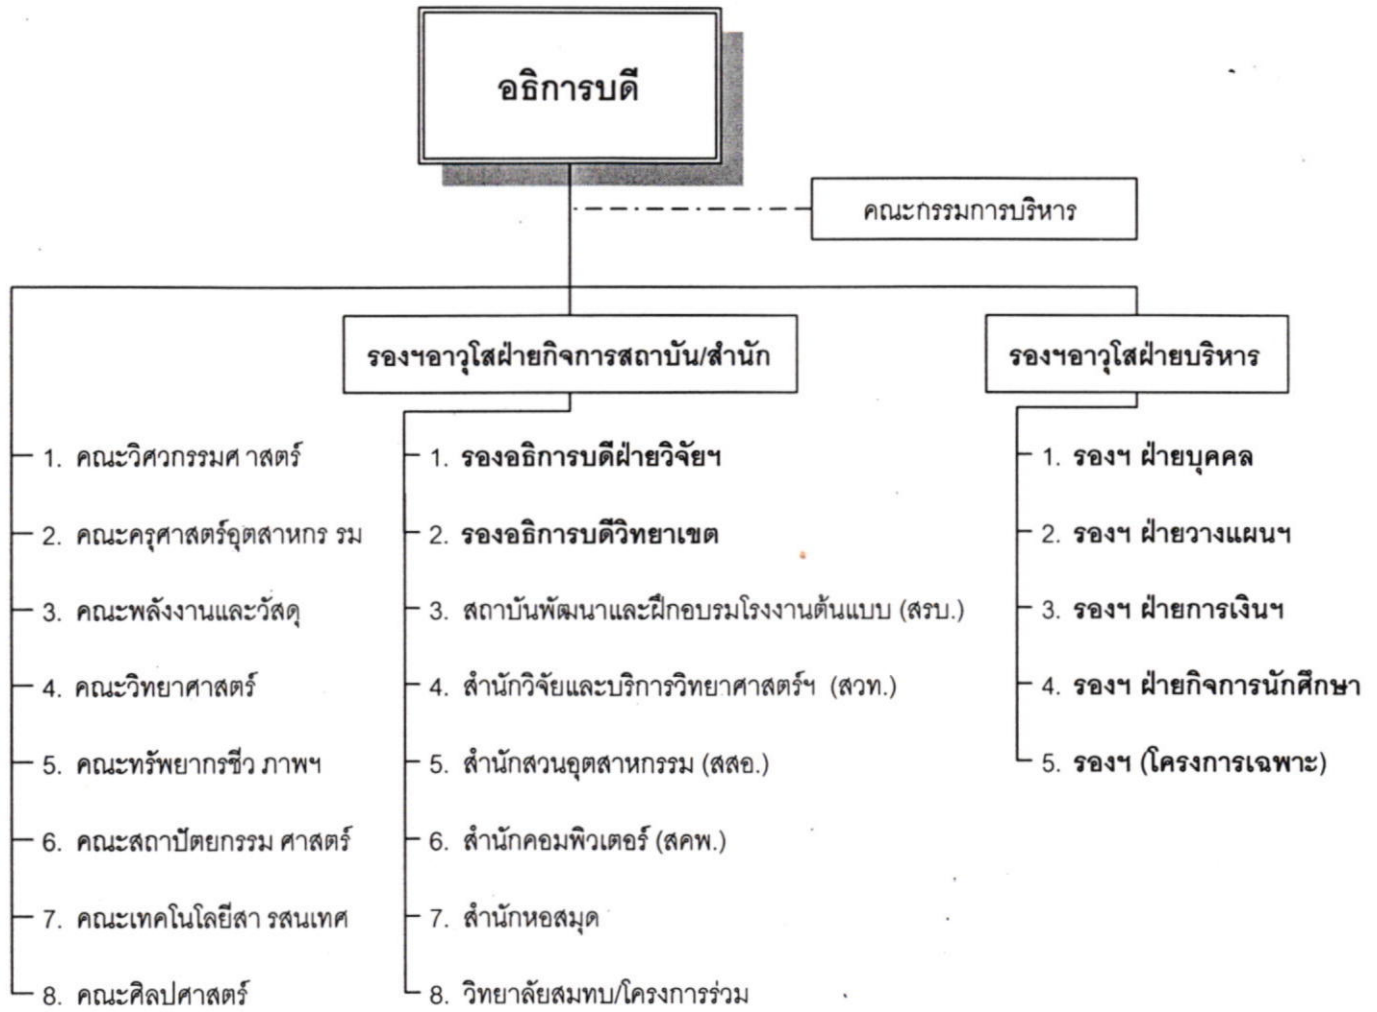 อธิการบดี
คณะกรรมการบริหาร
รองฯอาวุโสฝ่ายกิจการสถาบัน/สำนัก
รองฯอาวุโสฝ่ายบริหาร
1. คณะวิศวกรรมศ าสตร์
2. คณะครุศาสตร์อุตสาหกร รม
3. คณะพลังงานและวัสดุ
4. คณะวิทยาศาสตร์
5. คณะทรัพยากรชีว ภาพฯ
6. คณะสถาปัตยกรรม ศาสตร์
7. คณะเทคโนโลยีสา รสนเทศ
8. คณะศิลปศาสตร์
1. รองอธิการบดีฝ่ายวิจัยฯ
2. รองอธิการบดีวิทยาเขต
3. สถาบันพัฒนาและฝึกอบรมโรงงานต้นแบบ (สรบ.)
4. สำนักวิจัยและบริการวิทยาศาสตร์ฯ (สวท.)
5. สำนักสวนอุตสาหกรรม (สสอ.)
6. สำนักคอมพิวเตอร์ (สคพ.)
7. สำนักหอสมุด
8. วิทยาลัยสมทบ/โครงการร่วม
1. รองฯ ฝ่ายบุคคล
2. รองฯ ฝ่ายวางแผนฯ
3. รองฯ ฝ่ายการเงินฯ
4. รองฯ ฝ่ายกิจการนักศึกษา
5. รองฯ (โครงการเฉพาะ)